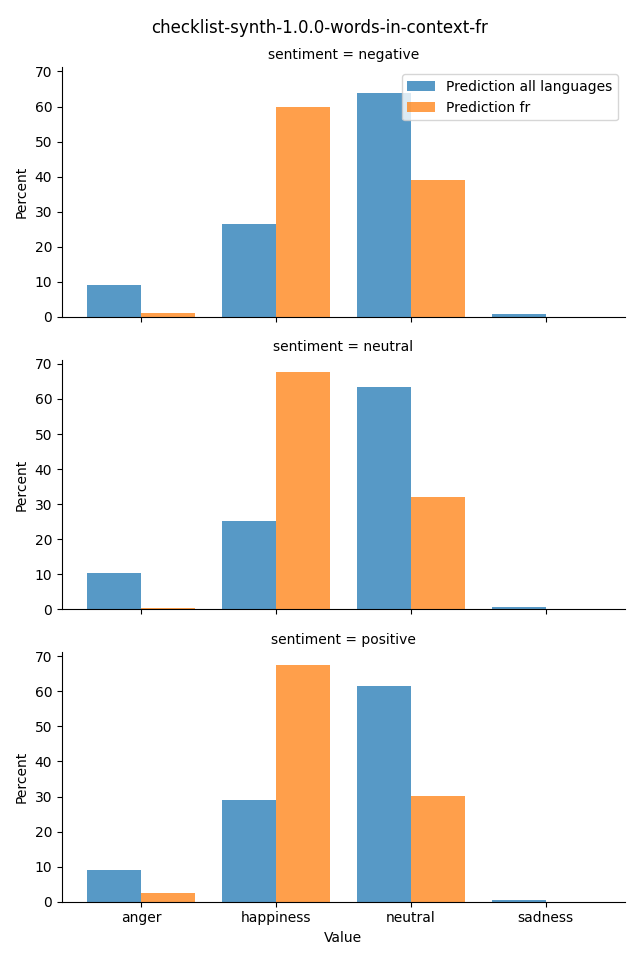 checklist-synth-1.0.0-words-in-context-fr
sentiment = negative
70
60
50
40
30
20
10
0
Percent
Prediction all languages
Prediction fr
sentiment = neutral
70
60
50
40
30
20
10
0
Percent
sentiment = positive
70
60
50
40
30
20
10
0
Percent
anger happiness neutral sadness
Value